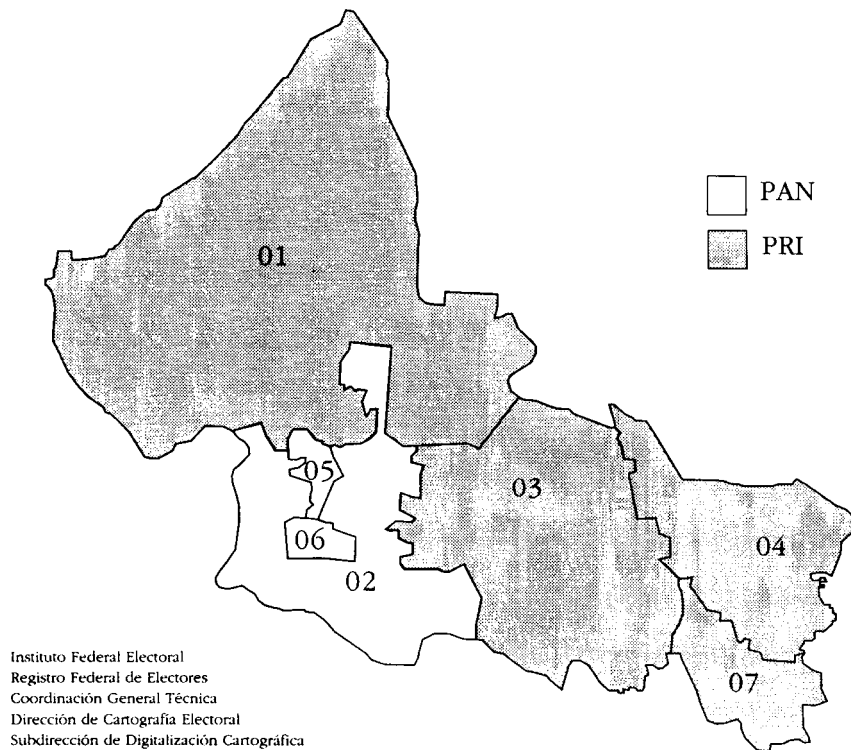 PAN
PRI
01
03
05
04
06
02
07
Instituto Federal Electoral
Registro Federal de Electores
Coordinación General Técnica
Dirección de Cartografía Electoral
Subdirección de Digitalización Cartográfica